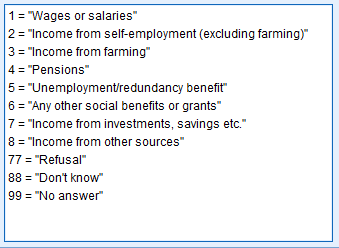 1 = "Wages or salaries"
2 = "Income from self-employment (excluding farming)"
3 = "Income from farming"
4 = "Pensions"
5 = "Unemployment/redundancy benefit"
6 = "Any other social benefits or grants"
7 = "Income from investments, savings etc."
8 = "Income from other sources"
77 = "Refusal"
88 = "Don't know"
99 = "No answer"